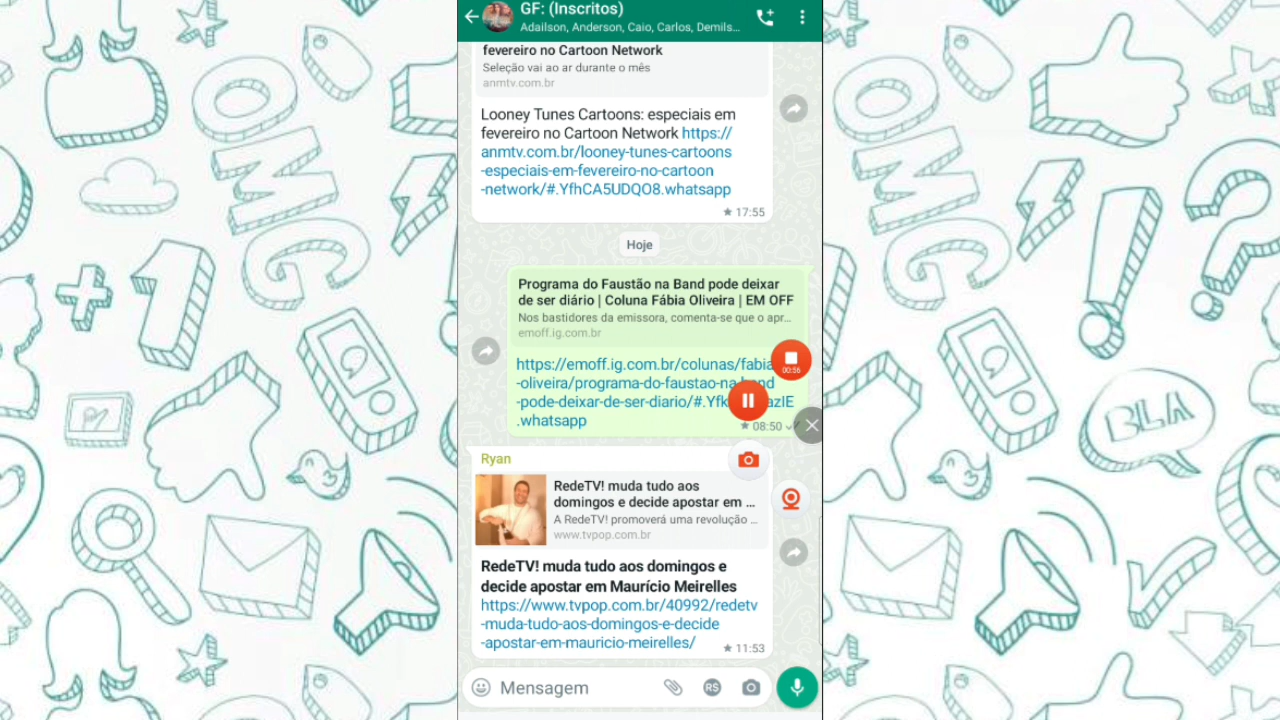 GF: (Inscritos)
Adailson, Anderson, Caio, Carlos, Demils...
fevereiro no Cartoon Network
Seleção vai ao ar durante o mês
anmtv.com.br
Looney Tunes Cartoons: especiais em
fevereiro no Cartoon Network https://
anmtv.com.br/looney-tunes-cartoons
-especiais-em-fevereiro-no-cartoon
-network/#.YfhCA5UDQO8.whatsapp
17:55
Hoje
Programa do Faustão na Band pode deixar
de ser diário | Coluna Fábia Oliveira | EM OFF
Nos bastidores da emissora, comenta-se que o apr...
emoff.ig.com.br
https://emoff.ig.com.br/colunas/fabia
-oliveira/programa-do-faustao-na-band
-pode-deixar-de-ser-diario/#.Yfk
.whatsapp
08:50
00:56
Ryan
RedeTV! muda tudo aos
domingos e decide apostar em ...
A RedeTV! promoverá uma revolução ...
www.tvpop.com.br
RedeTV! muda tudo aos domingos e
decide apostar em Maurício Meirelles
https://www.tvpop.com.br/40992/redetv
-muda-tudo-aos-domingos-e-decide
-apostar-em-mauricio-meirelles/
11:53
Mensagem
RS
OMG
+1
BLA
OMG
!
?
BLA